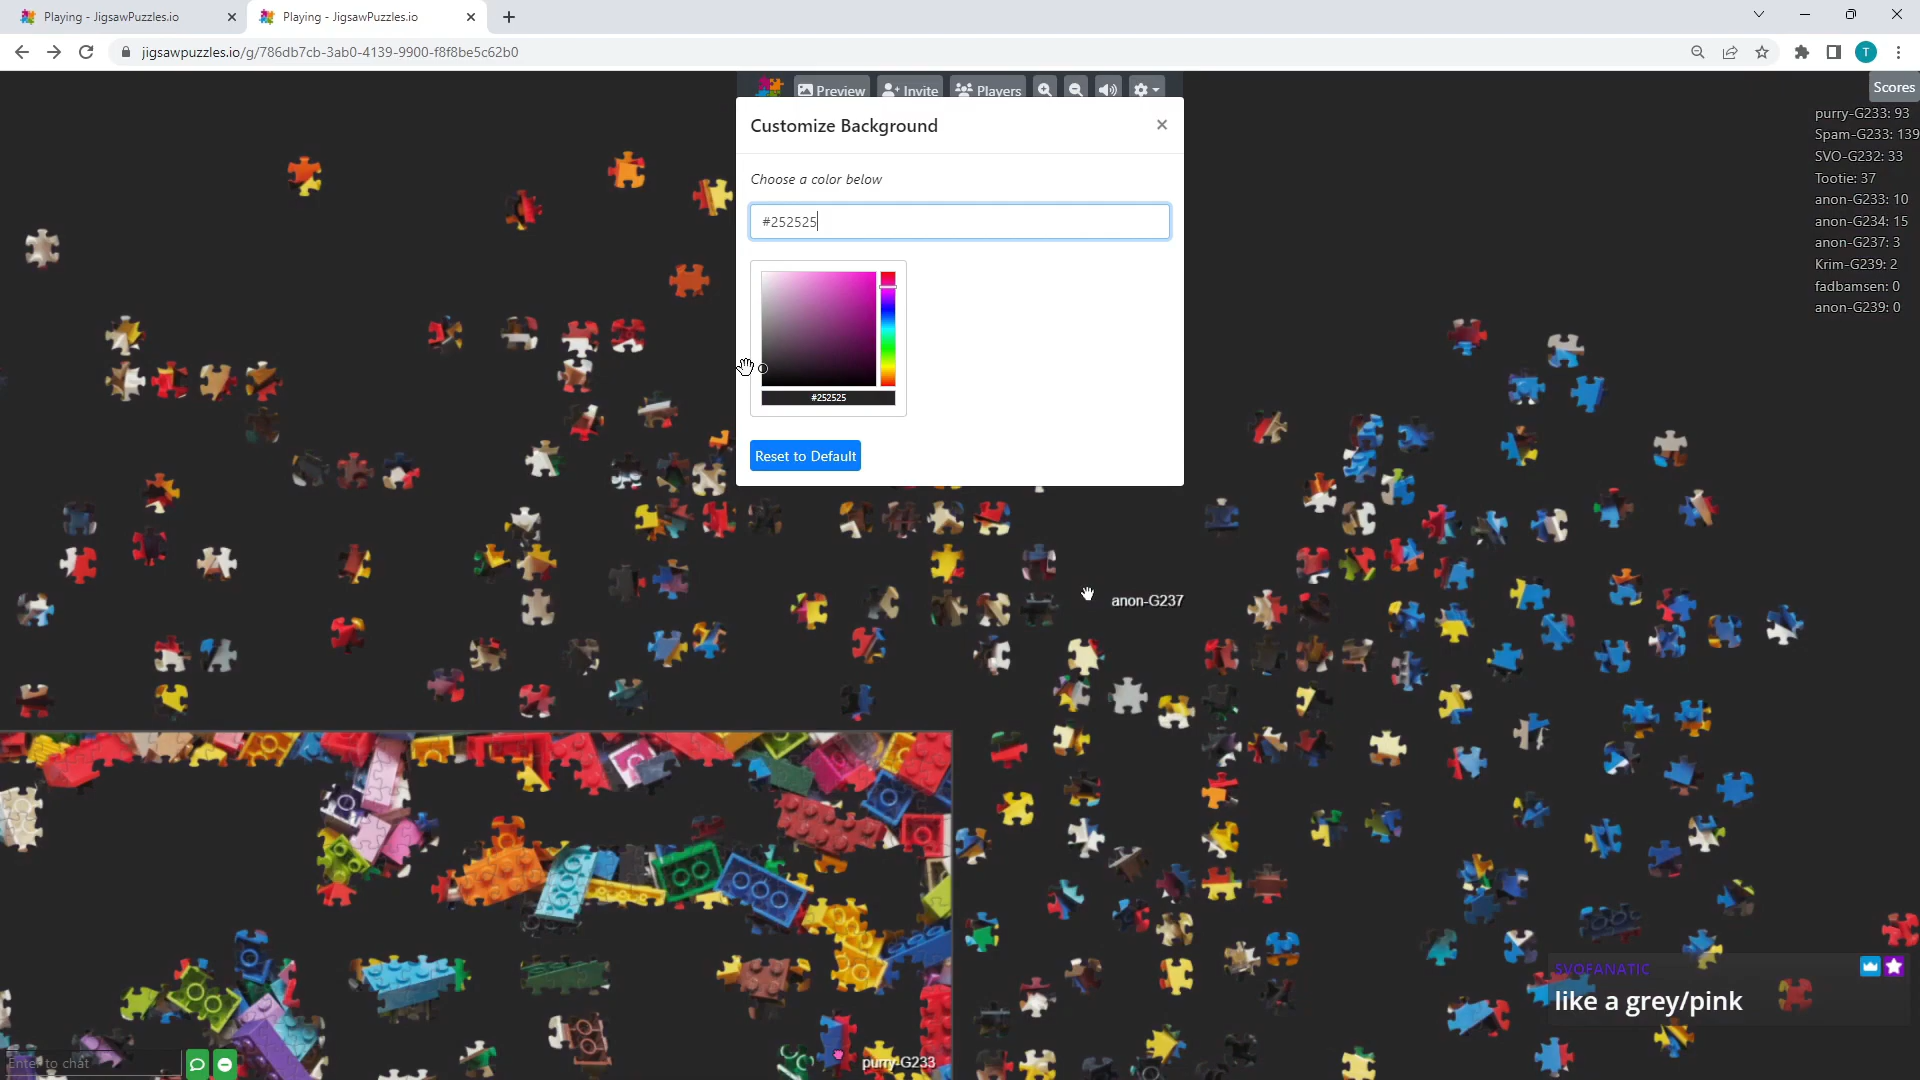 Playing - JigsawPuzzles.io
Playing - JigsawPuzzles.io
jigsawpuzzles.io/g/786db7cb-3ab0-4139-9900-f8f8be5c62b0
T
Preview
Invite
Players
Scores
Customize Background
Choose a color below
#252525
#252525
Reset to Default
purry-G233: 93
Spam-G233: 139
SVO-G232: 33
Tootie: 37
anon-G233: 10
anon-G234: 15
anon-G237: 3
Krim-G239: 2
fadbamsen: 0
anon-G239: 0
anon-G237
SVOFANATIC
like a grey/pink
Enter to chat
purry-G233